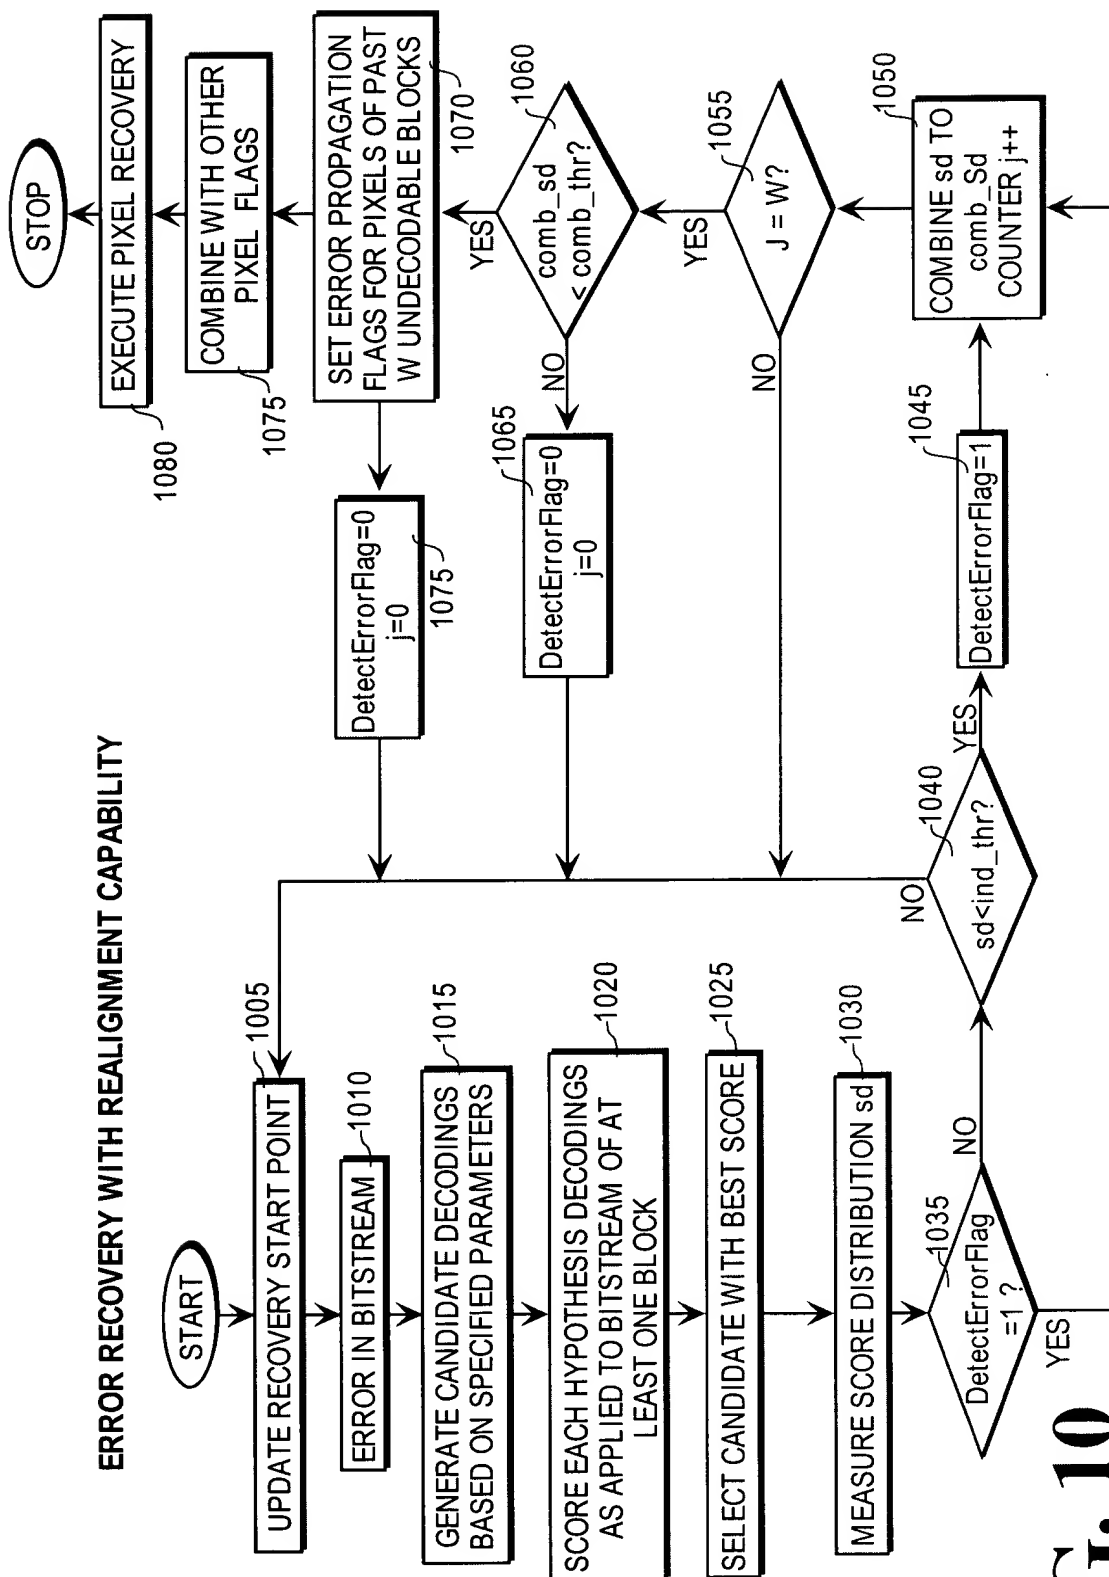 ERROR RECOVERY WITH REALIGNMENT CAPABILITY
START
UPDATE RECOVERY START POINT
1005
ERROR IN BITSTREAM
1010
GENERATE CANDIDATE DECODINGS
BASED ON SPECIFIED PARAMETERS
1015
SCORE EACH HYPOTHESIS DECODINGS
AS APPLIED TO BITSTREAM OF AT
LEAST ONE BLOCK
1020
SELECT CANDIDATE WITH BEST SCORE
1025
MEASURE SCORE DISTRIBUTION sd
1030
DetectErrorFlag
=1 ?
1035
YES
NO
sd<ind_thr?
1040
NO
YES
DetectErrorFlag=1
1045
COMBINE sd TO
comb_Sd
COUNTER j++
1050
J = W?
1055
NO
YES
comb_sd
< comb_thr?
1060
NO
YES
DetectErrorFlag=0
j=0
1065
SET ERROR PROPAGATION
FLAGS FOR PIXELS OF PAST
W UNDECODABLE BLOCKS
1070
DetectErrorFlag=0
j=0
1075
COMBINE WITH OTHER
PIXEL FLAGS
1075
EXECUTE PIXEL RECOVERY
1080
STOP